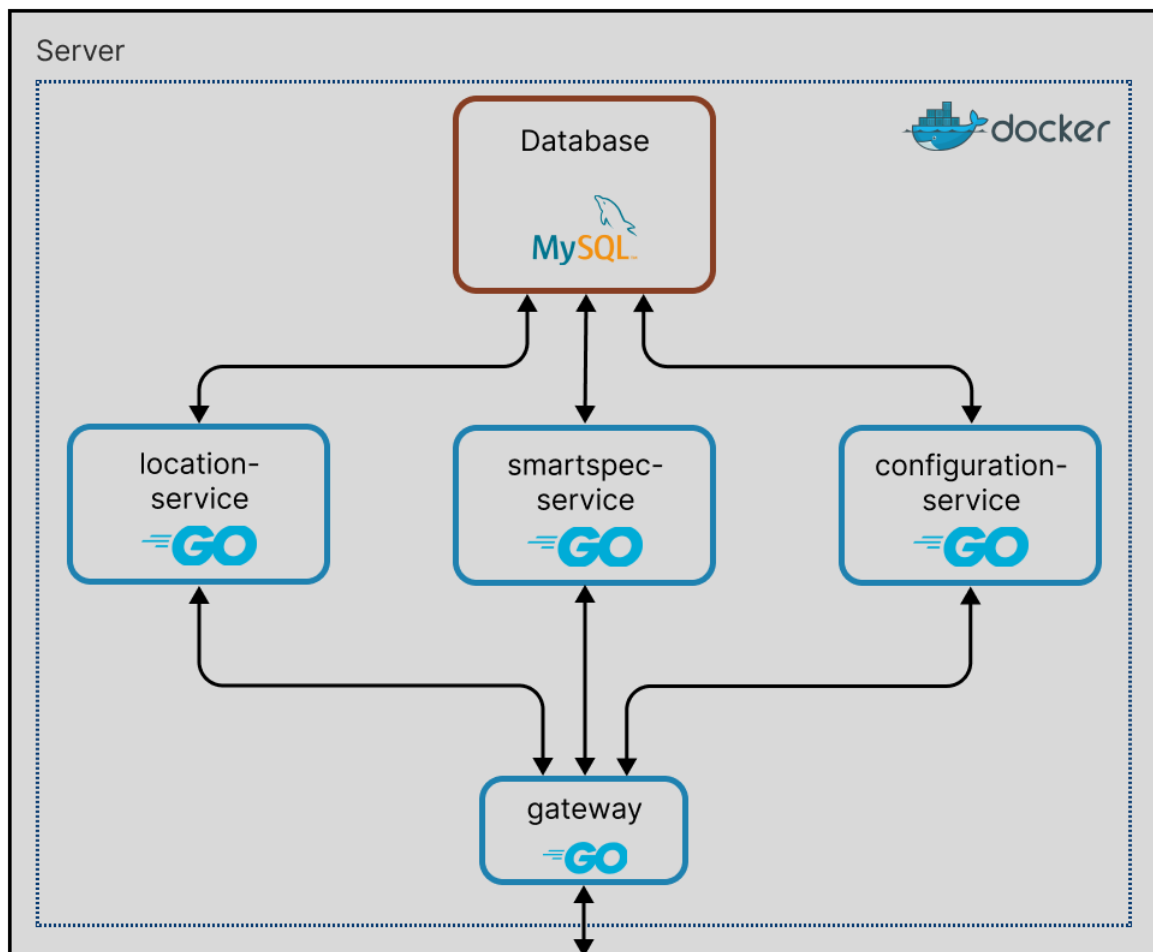 Server
Database
docker
MySQL
location-
service
GO
smartspec-
service
GO
configuration-
service
GO
gateway
GO